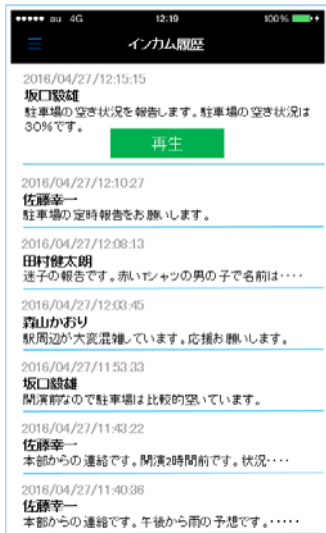 au 4G 12:19 100%
インカム履歴
2016/04/27/12:15:15
坂口毅雄
駐車場の空き状況を報告します。駐車場の空き状況は
30%です。
再生
2016/04/27/12:10:27
佐藤幸一
駐車場の定時報告をお願いします。
2016/04/27/12:08:13
田村健太朗
迷子の報告です。赤いTシャツの男の子で名前は・・・・
2016/04/27/12:03:45
森山かおり
駅周辺が大変混雑しています。応援お願いします。
2016/04/27/11:53:33
坂口毅雄
開演前なので駐車場は比較的空いています。
2016/04/27/11:43:22
佐藤幸一
本部からの連絡です。開演2時間前です。状況・・・・
2016/04/27/11:40:36
佐藤幸一
本部からの連絡です。午後から雨の予想です。・・・・・